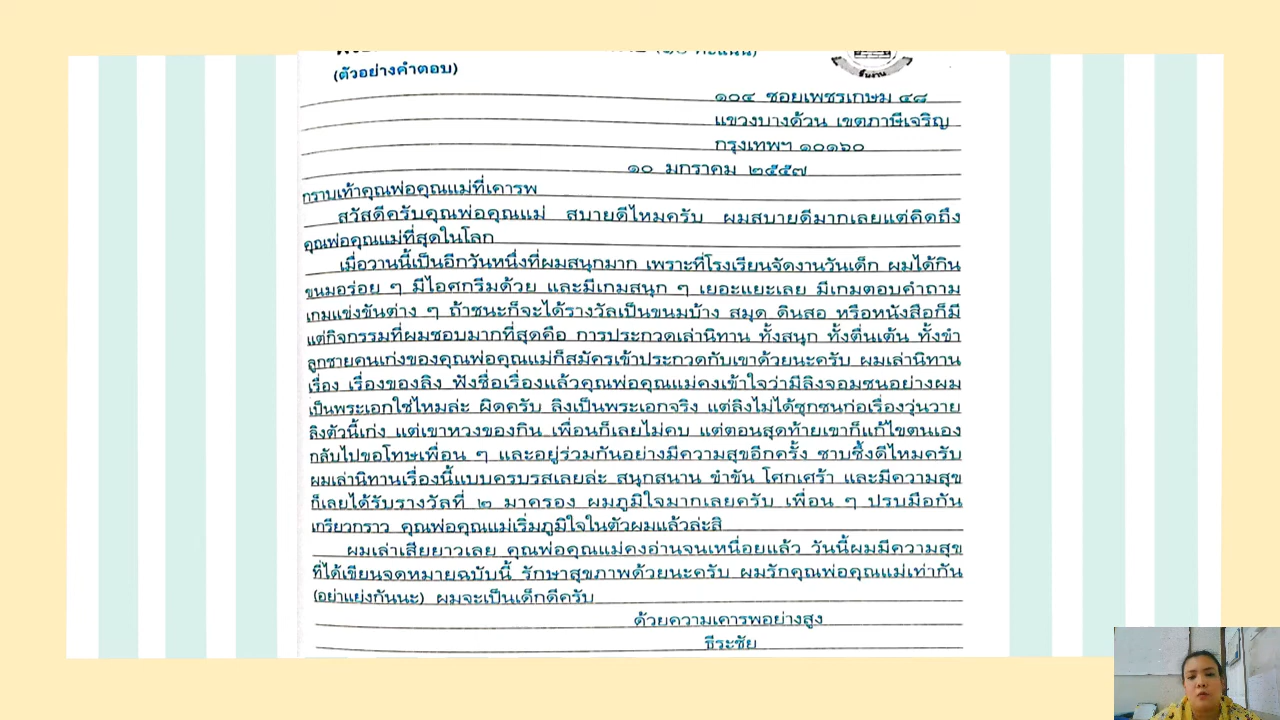 (ตัวอย่างคำตอบ)
ชิ้นงาน
๑๐๔ ซอยเพชรเกษม ๔๘
แขวงบางด้วน เขตภาษีเจริญ
กรุงเทพฯ ๑๐๑๖๐
๑๐ มกราคม ๒๕๕๗
กราบเท้าคุณพ่อคุณแม่ที่เคารพ
สวัสดีครับคุณพ่อคุณแม่ สบายดีไหมครับ ผมสบายดีมากเลยแต่คิดถึง
คุณพ่อคุณแม่ที่สุดในโลก
เมื่อวานนี้เป็นอีกวันหนึ่งที่ผมสนุกมาก เพราะที่โรงเรียนจัดงานวันเด็ก ผมได้กิน
ขนมอร่อย ๆ มีไอศกรีมด้วย และมีเกมสนุก ๆ เยอะแยะเลย มีเกมตอบคำถาม
เกมแข่งขันต่าง ๆ ถ้าชนะก็จะได้รางวัลเป็นขนมบ้าง สมุด ดินสอ หรือหนังสือก็มี
แต่กิจกรรมที่ผมชอบมากที่สุดคือ การประกวดเล่านิทาน ทั้งสนุก ทั้งตื่นเต้น ทั้งขำ
ลูกชายคนเก่งของคุณพ่อคุณแม่ก็สมัครเข้าประกวดกับเขาด้วยนะครับ ผมเล่านิทาน
เรื่อง เรื่องของลิง ฟังชื่อเรื่องแล้วคุณพ่อคุณแม่คงเข้าใจว่ามีลิงจอมซนอย่างผม
เป็นพระเอกใช่ไหมล่ะ ผิดครับ ลิงเป็นพระเอกจริง แต่ลิงไม่ได้ซุกซนก่อเรื่องวุ่นวาย
ลิงตัวนี้เก่ง แต่เขาหวงของกิน เพื่อนก็เลยไม่คบ แต่ตอนสุดท้ายเขาก็แก้ไขตนเอง
กลับไปขอโทษเพื่อน ๆ และอยู่ร่วมกันอย่างมีความสุขอีกครั้ง ซาบซึ้งดีไหมครับ
ผมเล่านิทานเรื่องนี้แบบครบรสเลยล่ะ สนุกสนาน ขำขัน โศกเศร้า และมีความสุข
ก็เลยได้รับรางวัลที่ ๒ มาครอง ผมภูมิใจมากเลยครับ เพื่อน ๆ ปรบมือกัน
เกรียวกราว คุณพ่อคุณแม่เริ่มภูมิใจในตัวผมแล้วล่ะสิ
ผมเล่าเสียยาวเลย คุณพ่อคุณแม่คงอ่านจนเหนื่อยแล้ว วันนี้ผมมีความสุข
ที่ได้เขียนจดหมายฉบับนี้ รักษาสุขภาพด้วยนะครับ ผมรักคุณพ่อคุณแม่เท่ากัน
(อย่าแย่งกันนะ) ผมจะเป็นเด็กดีครับ
ด้วยความเคารพอย่างสูง
ธีระชัย